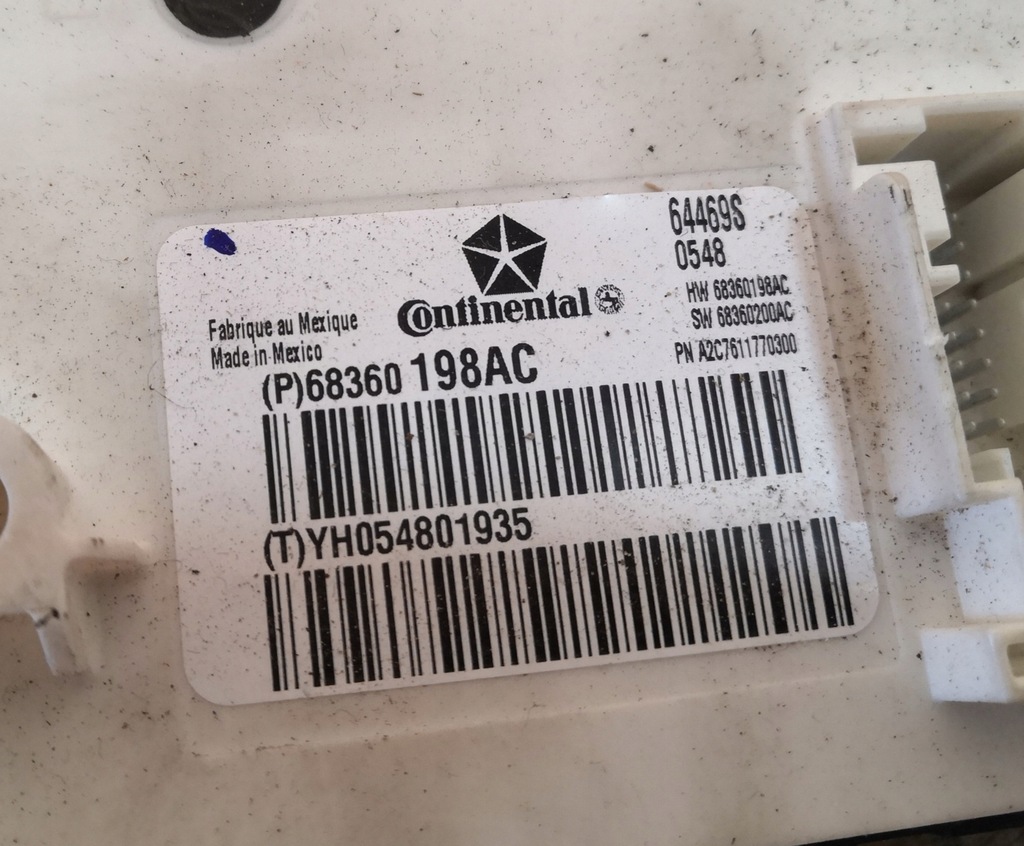 64469S
0548
Continental
HW 68360198AC
SW 68360200AC
Fabrique au Mexique
Made in Mexico
PN A2C7611770300
(P)68360 198AC
(T)YH054801935